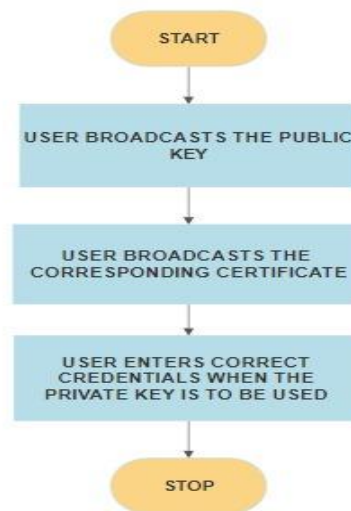 START
USER BROADCASTS THE PUBLIC
KEY
USER BROADCASTS THE
CORRESPONDING CERTIFICATE
USER ENTERS CORRECT
CREDENTIALS WHEN THE
PRIVATE KEY IS TO BE USED
STOP